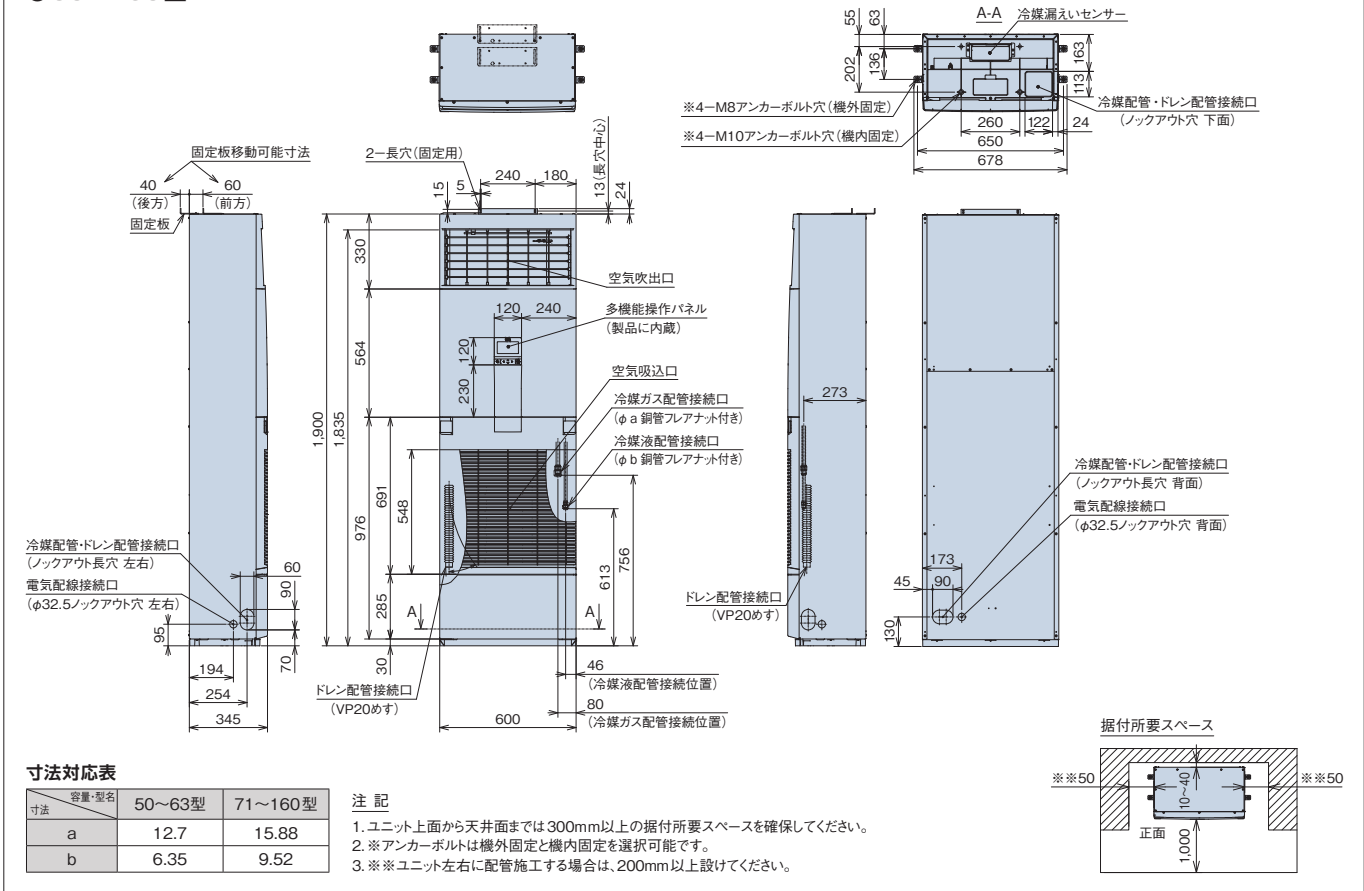 55
63
A-A
冷媒漏えいセンサー
202
136
163
113
※4－M8アンカーボルト穴（機外固定）
※4－M10アンカーボルト穴（機内固定）
冷媒配管・ドレン配管接続口
（ノックアウト穴 下面）
260
122
24
650
678
固定板移動可能寸法
40
（後方）
60
（前方）
固定板
2－長穴（固定用）
15
5
240
180
13（長穴中心）
24
330
564
1,900
1,835
空気吹出口
120
240
多機能操作パネル
（製品に内蔵）
120
230
空気吸込口
冷媒ガス配管接続口
（φa 銅管フレアナット付き）
冷媒液配管接続口
（φb 銅管フレアナット付き）
273
976
691
548
285
30
613
756
A
A
冷媒配管・ドレン配管接続口
（ノックアウト長穴 左右）
電気配線接続口
（φ32.5ノックアウト穴 左右）
60
90
95
70
194
254
345
ドレン配管接続口
（VP20めす）
46
（冷媒液配管接続位置）
80
（冷媒ガス配管接続位置）
600
ドレン配管接続口
（VP20めす）
冷媒配管・ドレン配管接続口
（ノックアウト長穴 背面）
電気配線接続口
（φ32.5ノックアウト穴 背面）
173
45
90
130
据付所要スペース
※※50
※※50
10～40
正面
1,000
寸法対応表
容量・型名
寸法
50～63型
71～160型
a
12.7
15.88
b
6.35
9.52
注 記
1.ユニット上面から天井面までは300mm以上の据付所要スペースを確保してください。
2.※アンカーボルトは機外固定と機内固定を選択可能です。
3.※※ユニット左右に配管施工する場合は、200mm以上設けてください。